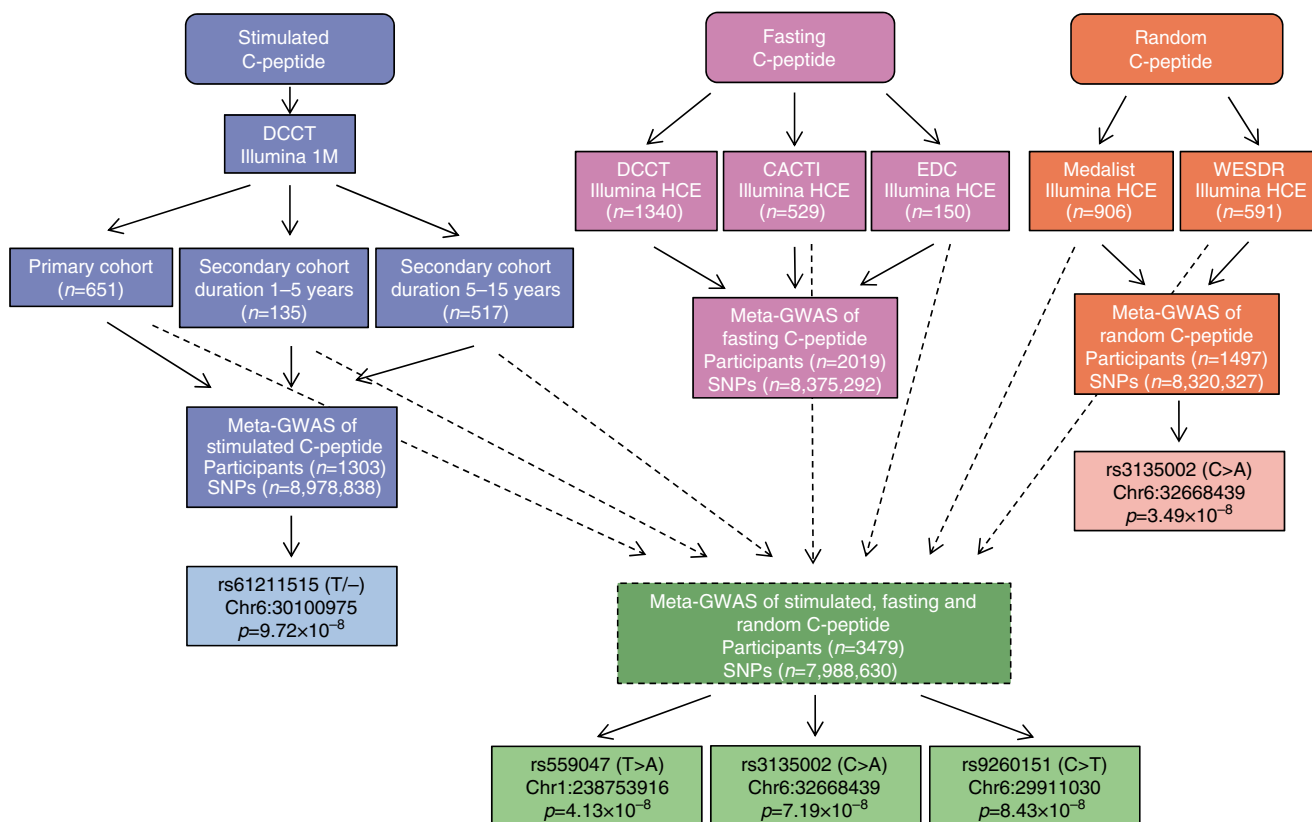 Stimulated
C-peptide
Fasting
C-peptide
Random
C-peptide
DCCT
Illumina 1M
DCCT
Illumina HCE
(n=1340)
CACTI
Illumina HCE
(n=529)
EDC
Illumina HCE
(n=150)
Medalist
Illumina HCE
(n=906)
WESDR
Illumina HCE
(n=591)
Primary cohort
(n=651)
Secondary cohort
duration 1–5 years
(n=135)
Secondary cohort
duration 5–15 years
(n=517)
Meta-GWAS of
fasting C-peptide
Participants (n=2019)
SNPs (n=8,375,292)
Meta-GWAS of
random C-peptide
Participants (n=1497)
SNPs (n=8,320,327)
Meta-GWAS of
stimulated C-peptide
Participants (n=1303)
SNPs (n=8,978,838)
rs3135002 (C>A)
Chr6:32668439
p=3.49×10⁻⁸
rs61211515 (T/–)
Chr6:30100975
p=9.72×10⁻⁸
Meta-GWAS of stimulated, fasting and
random C-peptide
Participants (n=3479)
SNPs (n=7,988,630)
rs559047 (T>A)
Chr1:238753916
p=4.13×10⁻⁸
rs3135002 (C>A)
Chr6:32668439
p=7.19×10⁻⁸
rs9260151 (C>T)
Chr6:29911030
p=8.43×10⁻⁸